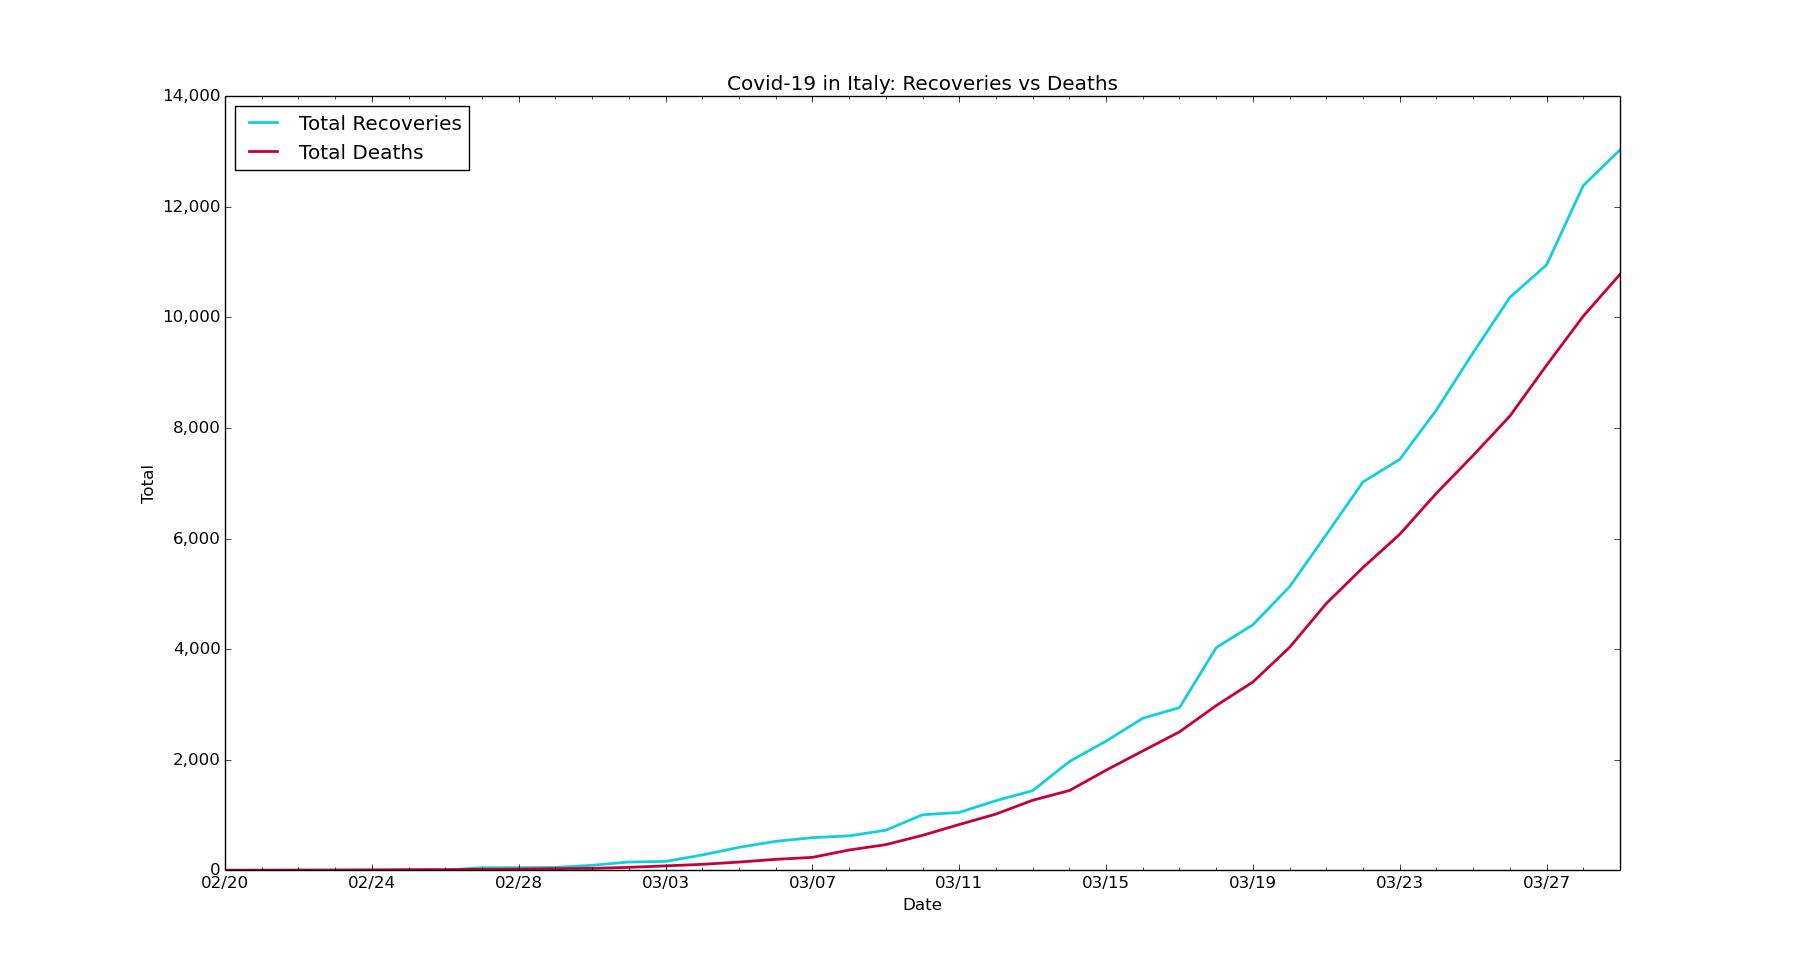 Covid-19 in Italy: Recoveries vs Deaths
14,000
Total Recoveries
Total Deaths
12,000
10,000
8,000
Total
6,000
4,000
2,000
0
02/20 02/24 02/28 03/03 03/07 03/11 03/15 03/19 03/23 03/27
Date